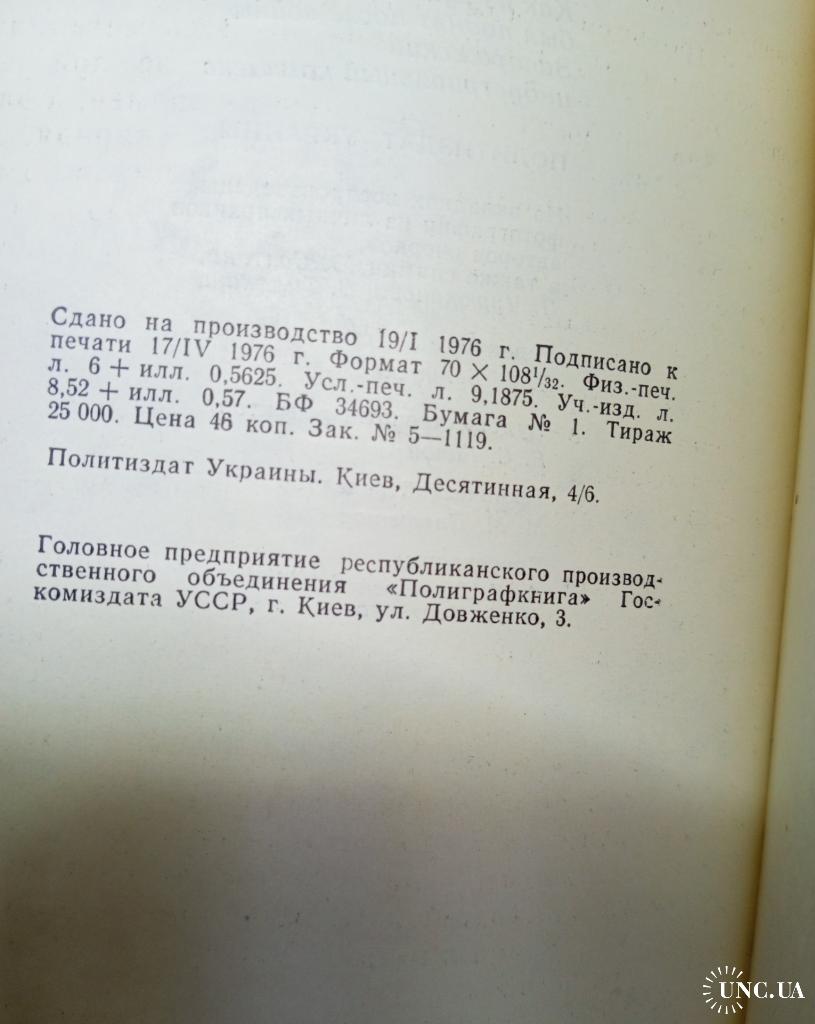 Сдано на производство 19/I 1976 г. Подписано к
печати 17/IV 1976 г. Формат 70 × 108¹/₃₂. Физ.-печ.
л. 6 + илл. 0,5625. Усл.-печ. л. 9,1875. Уч.-изд. л.
8,52 + илл. 0,57. БФ 34693. Бумага № 1. Тираж
25 000. Цена 46 коп. Зак. № 5—1119.
Политиздат Украины. Киев, Десятинная, 4/6.
Головное предприятие республиканского производ-
ственного объединения «Полиграфкнига» Гос-
комиздата УССР, г. Киев, ул. Довженко, 3.
UNC.UA